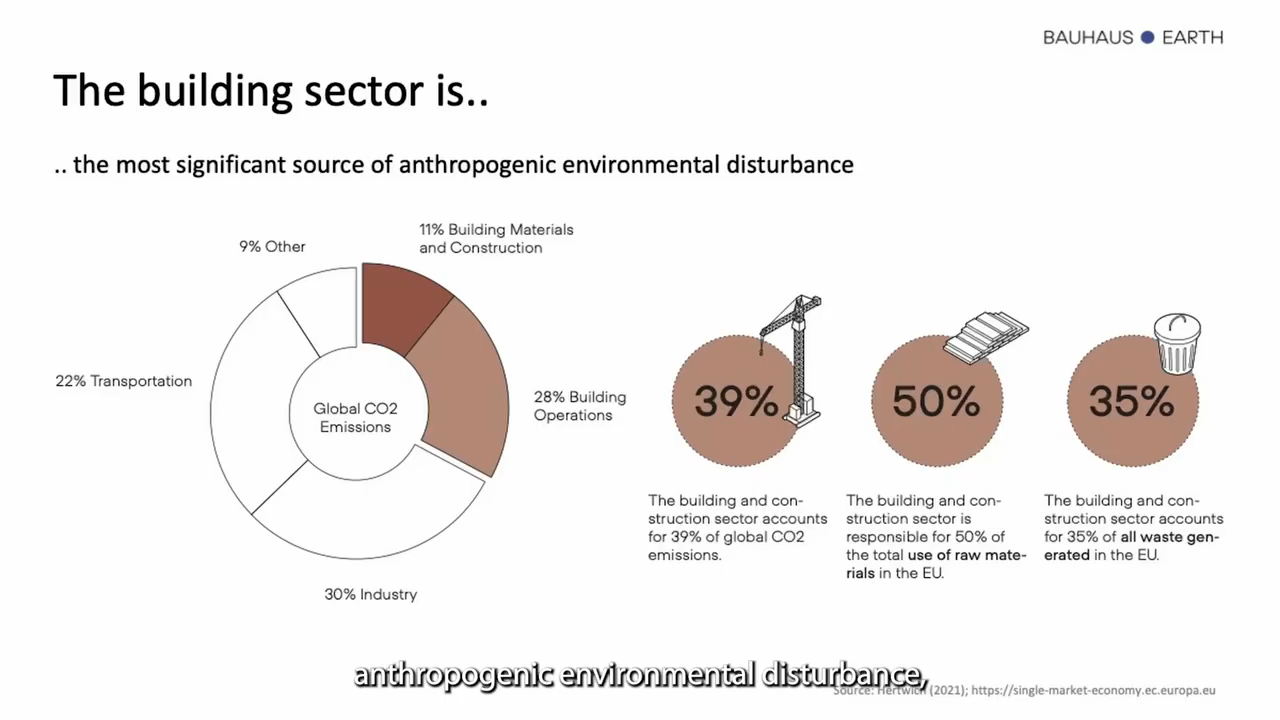 BAUHAUS EARTH
The building sector is..
.. the most significant source of anthropogenic environmental disturbance
11% Building Materials
and Construction
9% Other
22% Transportation
Global CO2
Emissions
28% Building
Operations
30% Industry
39%
50%
35%
The building and con-
struction sector accounts
for 39% of global CO2
emissions.
The building and con-
struction sector is
responsible for 50% of
the total use of raw mate-
rials in the EU.
The building and con-
struction sector accounts
for 35% of all waste gen-
erated in the EU.
anthropogenic environmental disturbance,
Source: Hertwich (2021); https://single-market-economy.ec.europa.eu